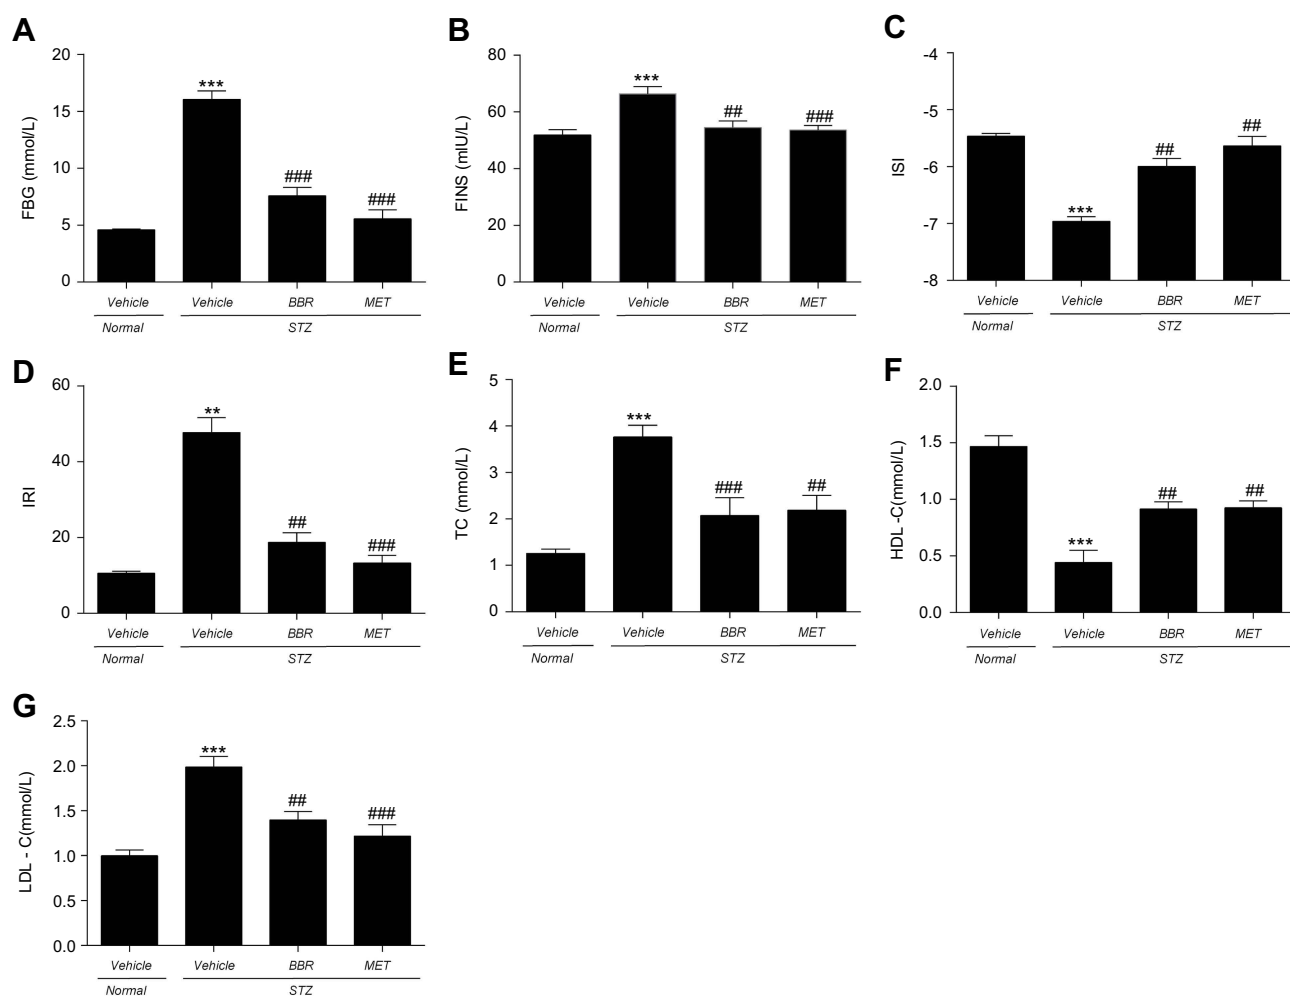 A
FBG (mmol/L)
20
15
10
5
0
***
###
###
Vehicle Vehicle BBR MET
Normal STZ
B
FINS (mIU/L)
80
60
40
20
0
***
##
###
Vehicle Vehicle BBR MET
Normal STZ
C
ISI
-4
-5
-6
-7
-8
***
##
##
Vehicle Vehicle BBR MET
Normal STZ
D
IRI
60
40
20
0
**
##
###
Vehicle Vehicle BBR MET
Normal STZ
E
TC (mmol/L)
5
4
3
2
1
0
***
###
##
Vehicle Vehicle BBR MET
Normal STZ
F
HDL -C(mmol/L)
2.0
1.5
1.0
0.5
0.0
***
##
##
Vehicle Vehicle BBR MET
Normal STZ
G
LDL - C(mmol/L)
2.5
2.0
1.5
1.0
0.5
0.0
***
##
###
Vehicle Vehicle BBR MET
Normal STZ